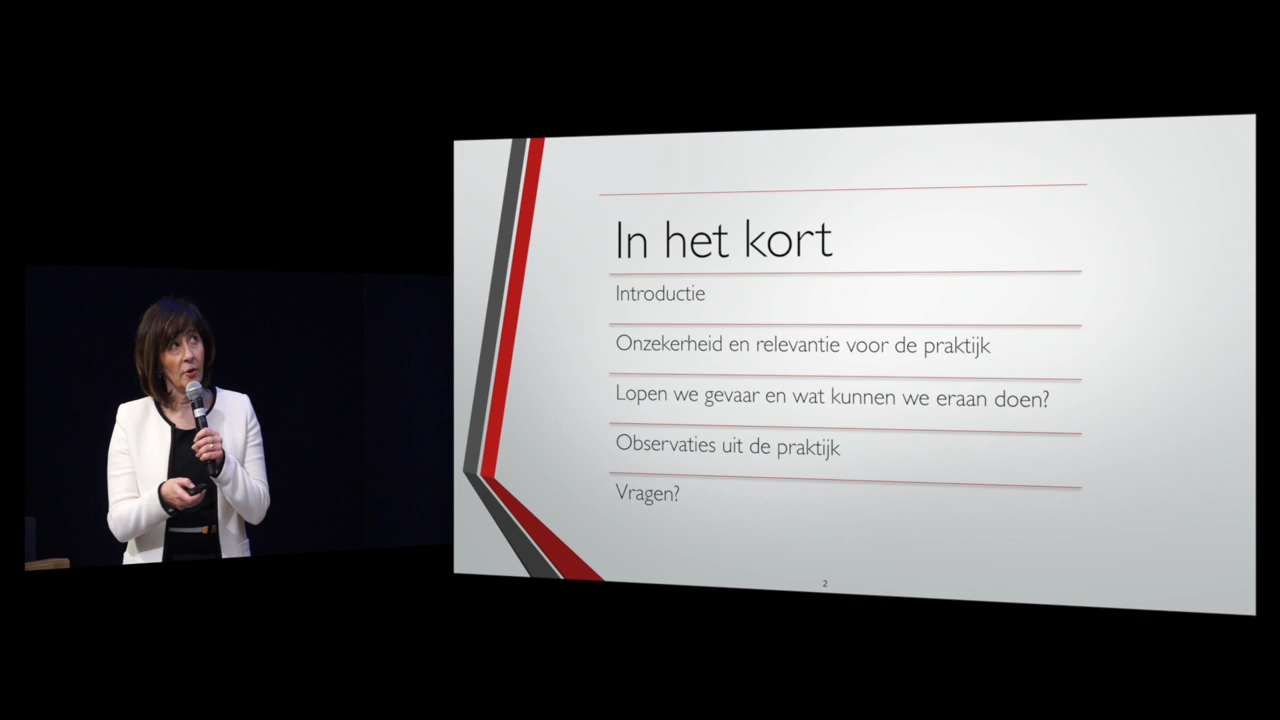 In het kort
Introductie
Onzekerheid en relevantie voor de praktijk
Lopen we gevaar en wat kunnen we eraan doen?
Observaties uit de praktijk
Vragen?
2